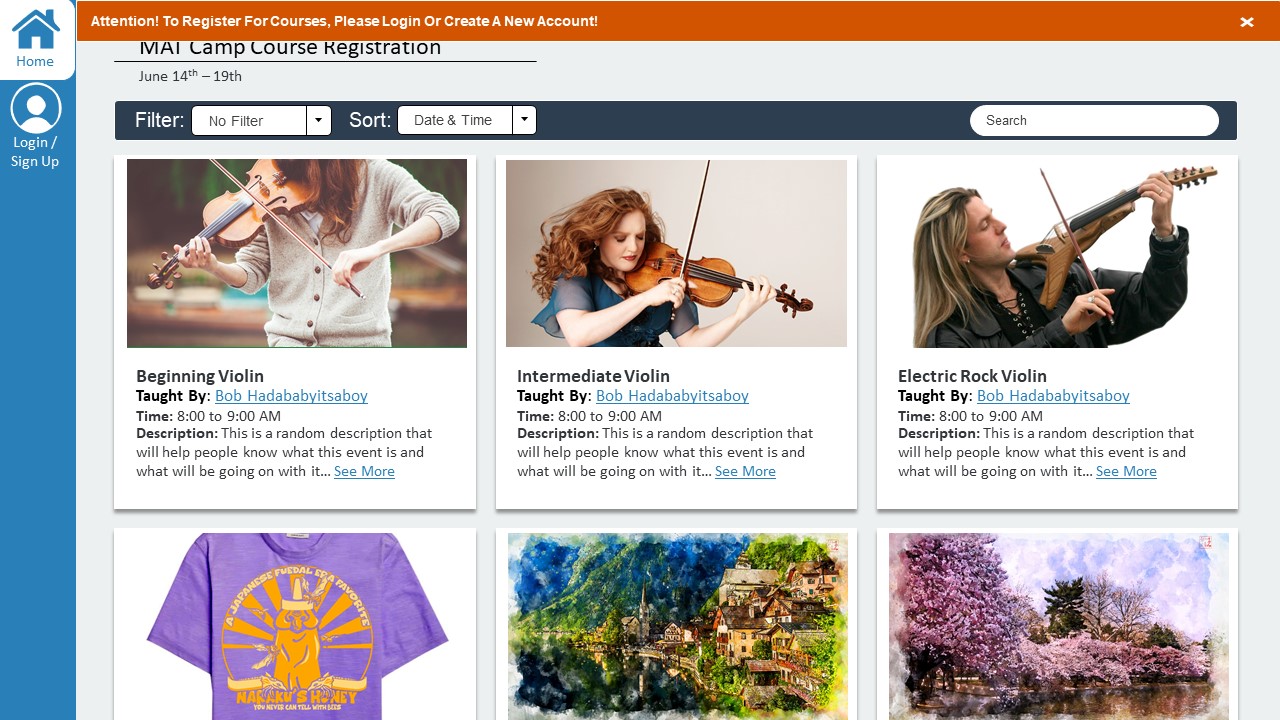 Attention! To Register For Courses, Please Login Or Create A New Account!
Home
Login /
Sign Up
MAT Camp Course Registration
June 14th – 19th
Filter: No Filter Sort: Date & Time Search
Beginning Violin
Taught By: Bob Hadababyitsaboy
Time: 8:00 to 9:00 AM
Description: This is a random description that
will help people know what this event is and
what will be going on with it... See More
Intermediate Violin
Taught By: Bob Hadababyitsaboy
Time: 8:00 to 9:00 AM
Description: This is a random description that
will help people know what this event is and
what will be going on with it... See More
Electric Rock Violin
Taught By: Bob Hadababyitsaboy
Time: 8:00 to 9:00 AM
Description: This is a random description that
will help people know what this event is and
what will be going on with it... See More
A JAPANESE FUEDAL ERA FAVORITE
NARAKU'S HONEY
YOU NEVER CAN TELL WITH BEES